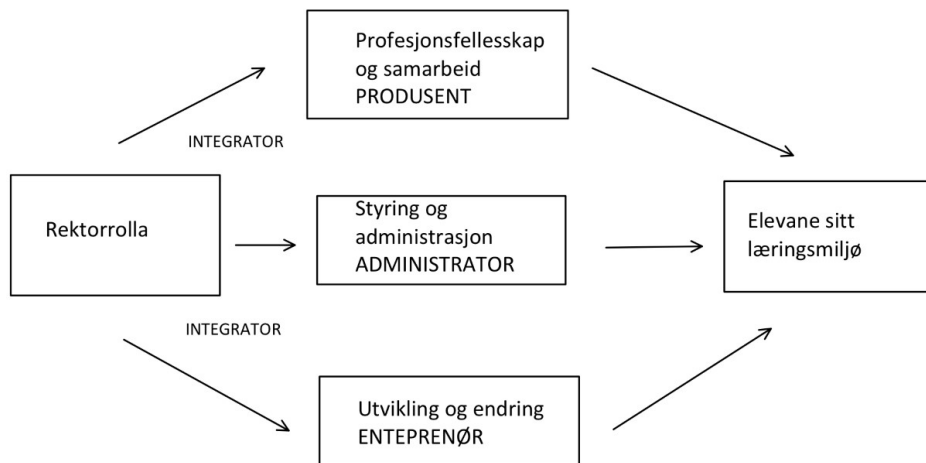 Profesjonsfellesskap
og samarbeid
PRODUSENT
INTEGRATOR
Rektorrolla
Styring og
administrasjon
ADMINISTRATOR
Elevane sitt
læringsmiljø
INTEGRATOR
Utvikling og endring
ENTEPRENØR